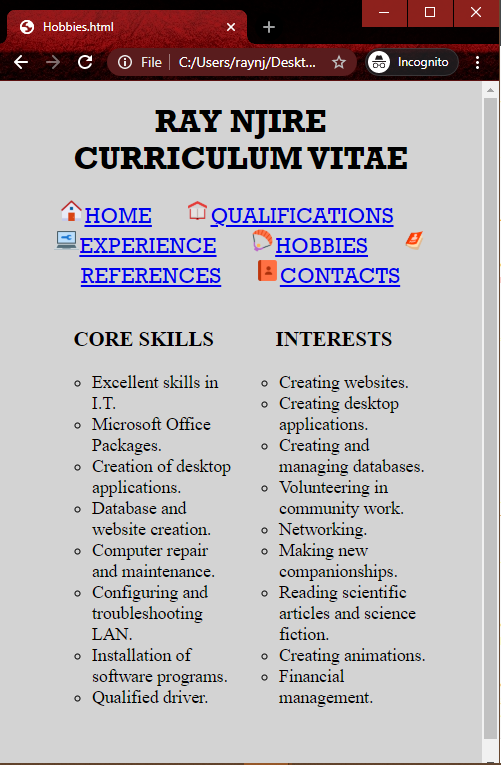 Hobbies.html
File | C:/Users/raynj/Deskt... Incognito
RAY NJIRE
CURRICULUM VITAE
HOME QUALIFICATIONS
EXPERIENCE HOBBIES
REFERENCES CONTACTS
CORE SKILLS
Excellent skills in
I.T.
Microsoft Office
Packages.
Creation of desktop
applications.
Database and
website creation.
Computer repair
and maintenance.
Configuring and
troubleshooting
LAN.
Installation of
software programs.
Qualified driver.
INTERESTS
Creating websites.
Creating desktop
applications.
Creating and
managing databases.
Volunteering in
community work.
Networking.
Making new
companionships.
Reading scientific
articles and science
fiction.
Creating animations.
Financial
management.